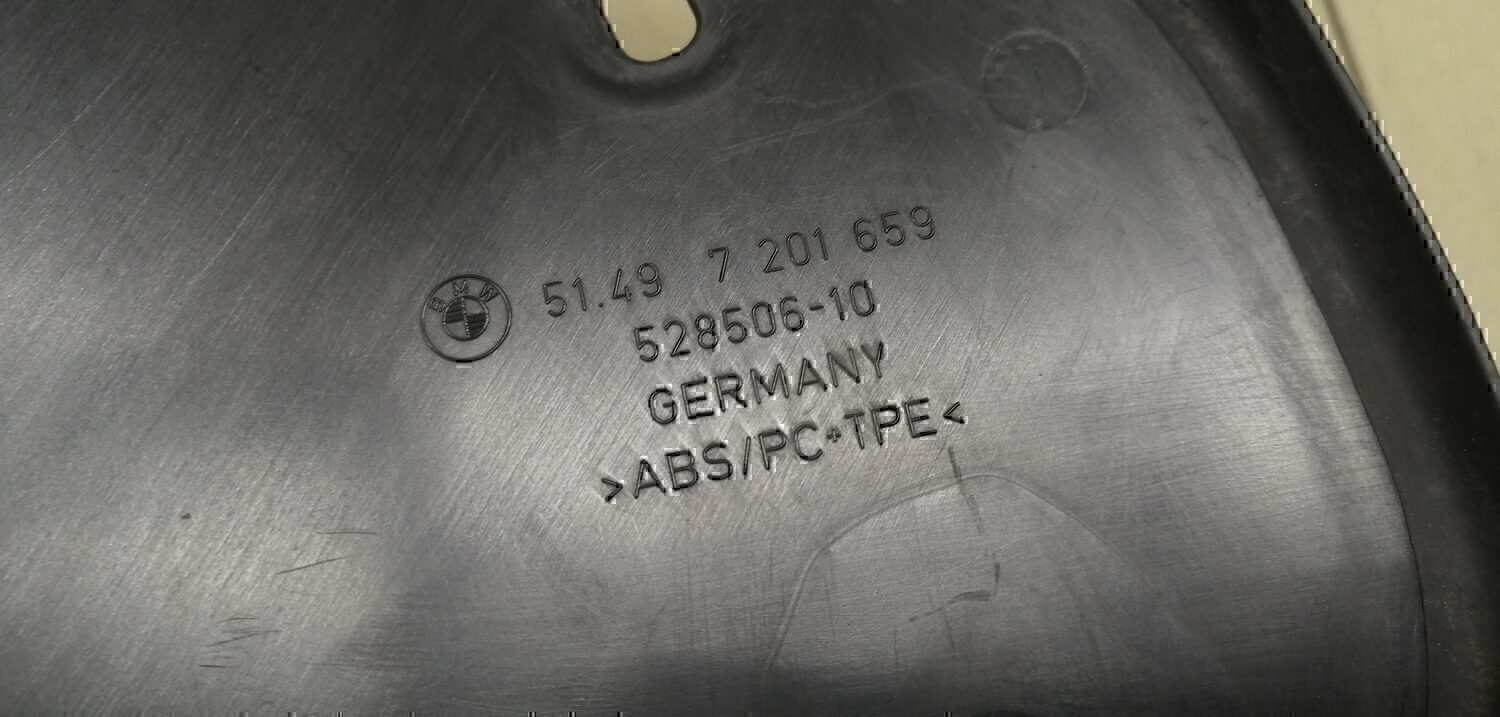 BMW 51.49 7 201 659
528506-10
GERMANY
>ABS/PC+TPE<